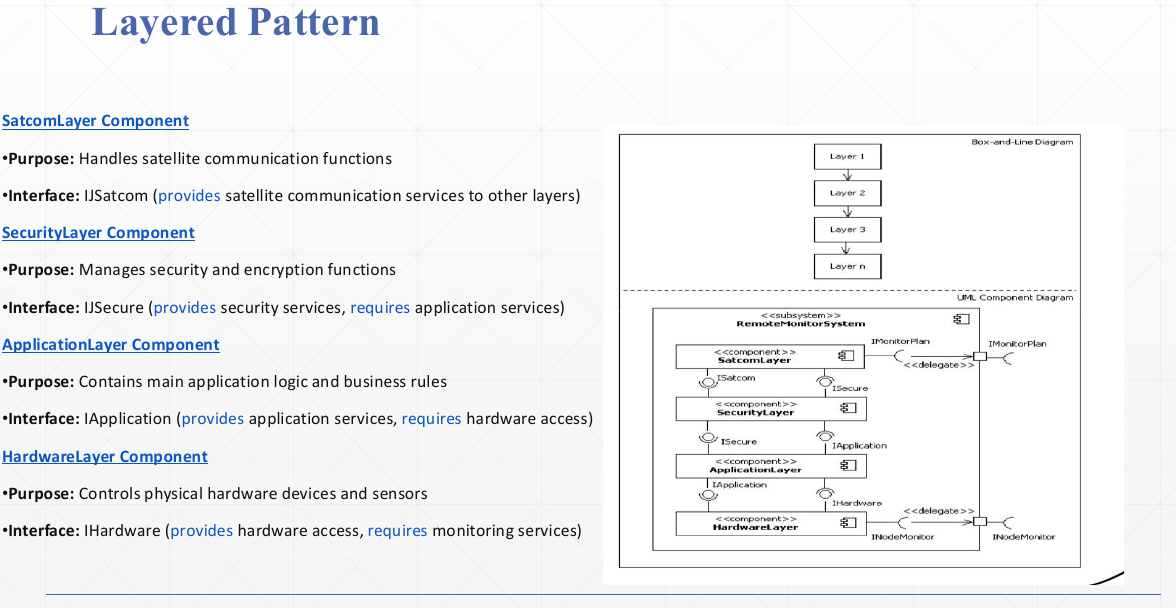 Layered Pattern
SatcomLayer Component
•Purpose: Handles satellite communication functions
•Interface: IJSatcom (provides satellite communication services to other layers)
SecurityLayer Component
•Purpose: Manages security and encryption functions
•Interface: IJSecure (provides security services, requires application services)
ApplicationLayer Component
•Purpose: Contains main application logic and business rules
•Interface: IApplication (provides application services, requires hardware access)
HardwareLayer Component
•Purpose: Controls physical hardware devices and sensors
•Interface: IHardware (provides hardware access, requires monitoring services)
Box-and-Line Diagram
Layer 1
Layer 2
Layer 3
Layer n
UML Component Diagram
<<subsystem>>
RemoteMonitorSystem
IMonitorPlan
IMonitorPlan
<<component>>
SatcomLayer
<<delegate>>
ISatcom
ISecure
<<component>>
SecurityLayer
ISecure
IApplication
<<component>>
ApplicationLayer
IApplication
IHardware
<<delegate>>
<<component>>
HardwareLayer
INodeMonitor
INodeMonitor